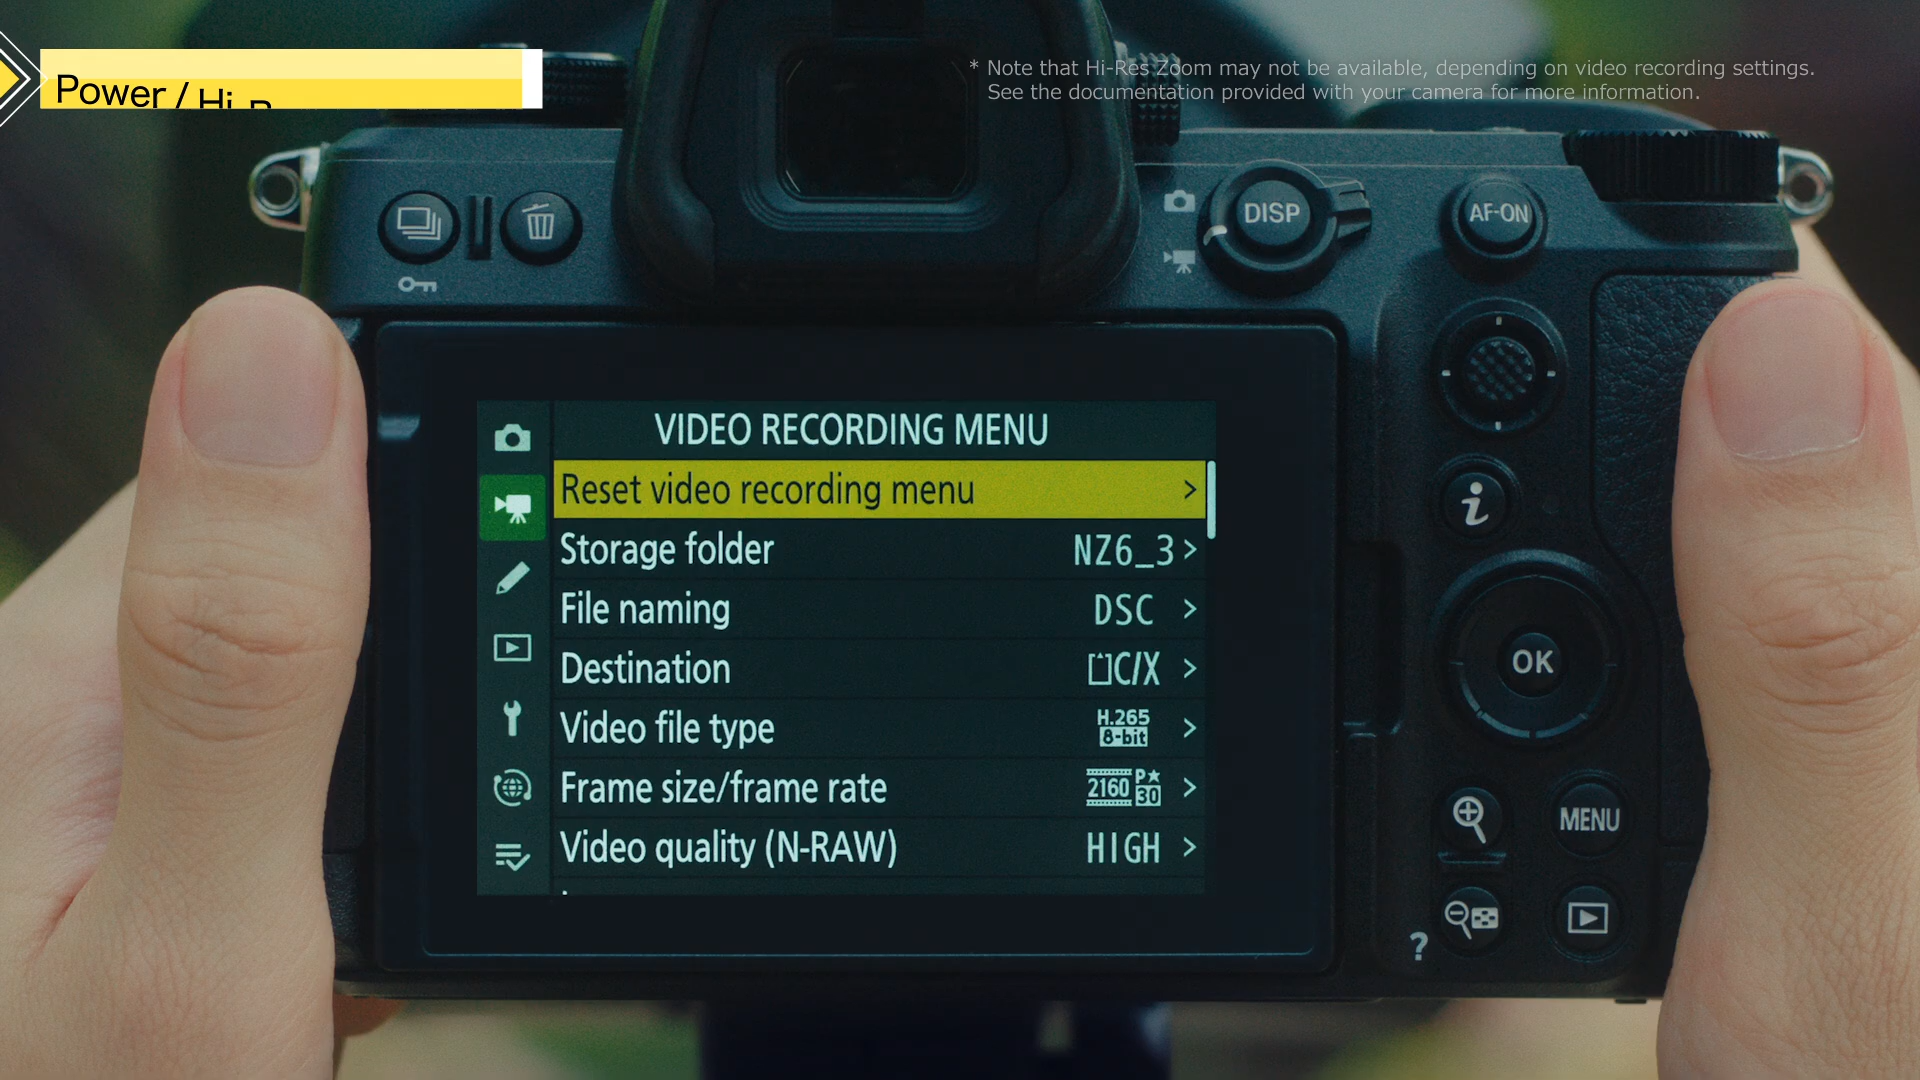 Power / Hi
* Note that Hi-Res Zoom may not be available, depending on video recording settings.
See the documentation provided with your camera for more information.
DISP
AF-ON
VIDEO RECORDING MENU
Reset video recording menu >
Storage folder NZ6_3 >
File naming DSC >
Destination C/X >
Video file type H.265 8-bit >
Frame size/frame rate 2160 P★ 30 >
Video quality (N-RAW) HIGH >
i
OK
MENU
?